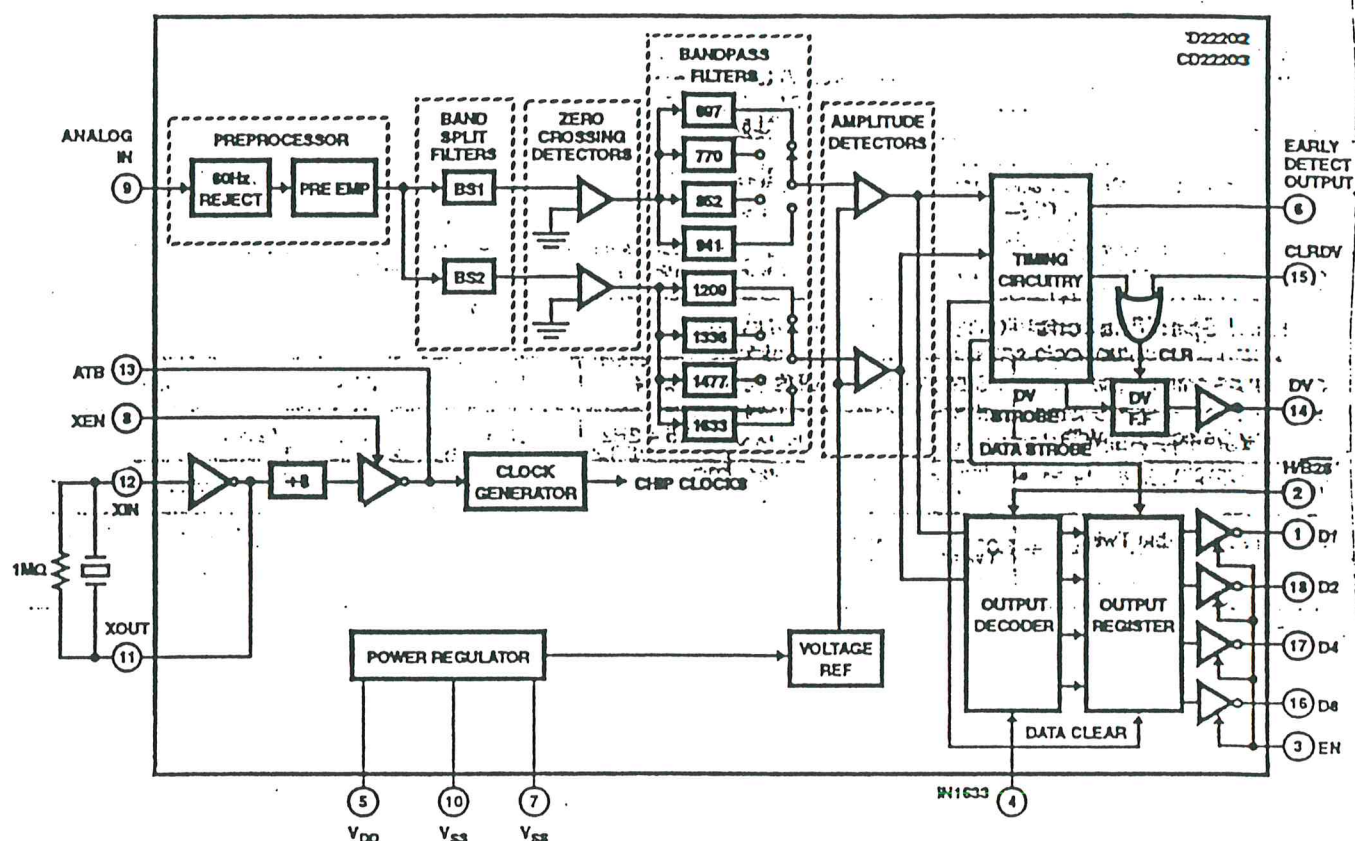 CD22202
CD22203
BANDPASS
FILTERS
ANALOG
IN
9
PREPROCESSOR
60Hz
REJECT
PRE EMP
BAND
SPLIT
FILTERS
BS1
BS2
ZERO
CROSSING
DETECTORS
697
770
852
941
1209
1336
1477
1633
AMPLITUDE
DETECTORS
TIMING
CIRCUITRY
EARLY
DETECT
OUTPUT
6
CLRDV
15
CLR
DV
STROBE
DV
F.F
DV
14
DATA STROBE
H/B28
2
ATB 13
XEN 8
12
XIN
÷8
CLOCK
GENERATOR
CHIP CLOCKS
1MΩ
XOUT
11
POWER REGULATOR
VOLTAGE
REF
OUTPUT
DECODER
OUTPUT
REGISTER
1 D1
18 D2
17 D4
16 D8
3 EN
DATA CLEAR
IN1633 4
5
VDD
10
VSS
7
VSS